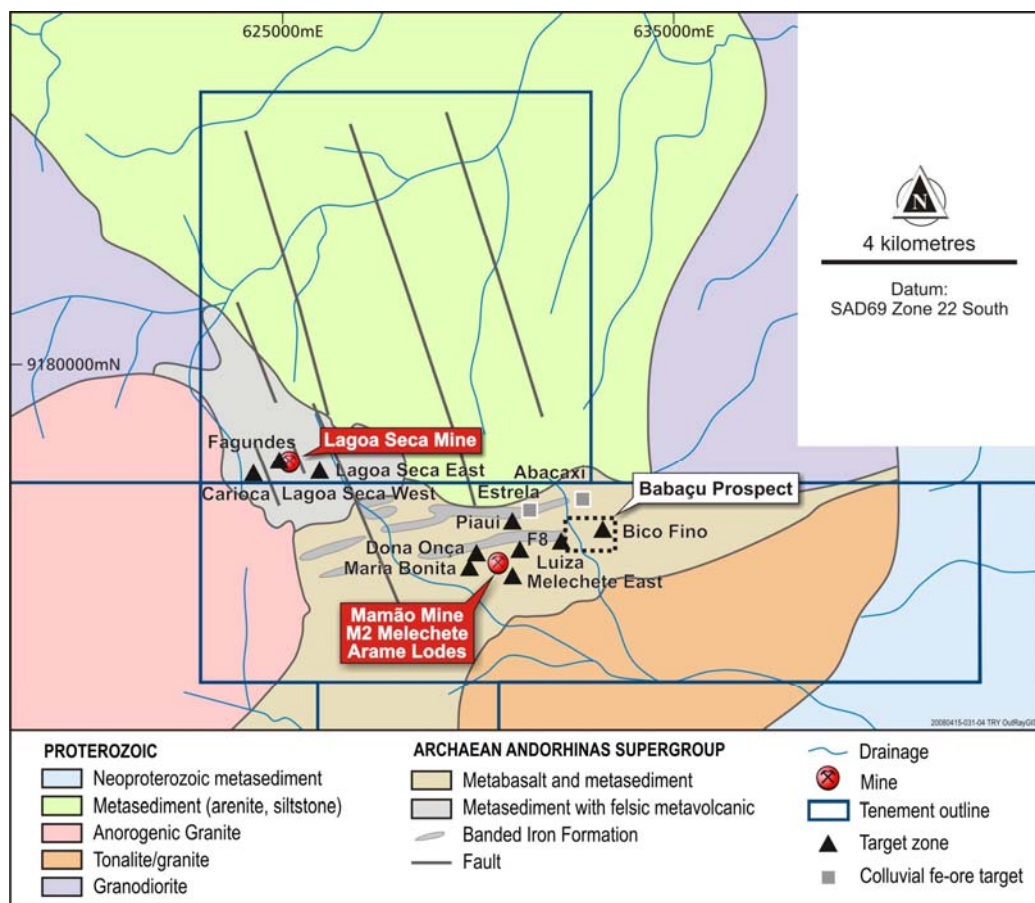 625000mE
635000mE
N
4 kilometres
Datum:
SAD69 Zone 22 South
9180000mN
Fagundes
Lagoa Seca Mine
Lagoa Seca East
Carioca
Lagoa Seca West
Abacaxi
Estrela
Babaçu Prospect
Piaui
Bico Fino
F8
Dona Onça
Luiza
Maria Bonita
Melechete East
Mamão Mine
M2 Melechete
Arame Lodes
20080415-031-04 TRY OutRayGIS
PROTEROZOIC
Neoproterozoic metasediment
Metasediment (arenite, siltstone)
Anorogenic Granite
Tonalite/granite
Granodiorite
ARCHAEAN ANDORHINAS SUPERGROUP
Metabasalt and metasediment
Metasediment with felsic metavolcanic
Banded Iron Formation
Fault
Drainage
Mine
Tenement outline
Target zone
Colluvial fe-ore target